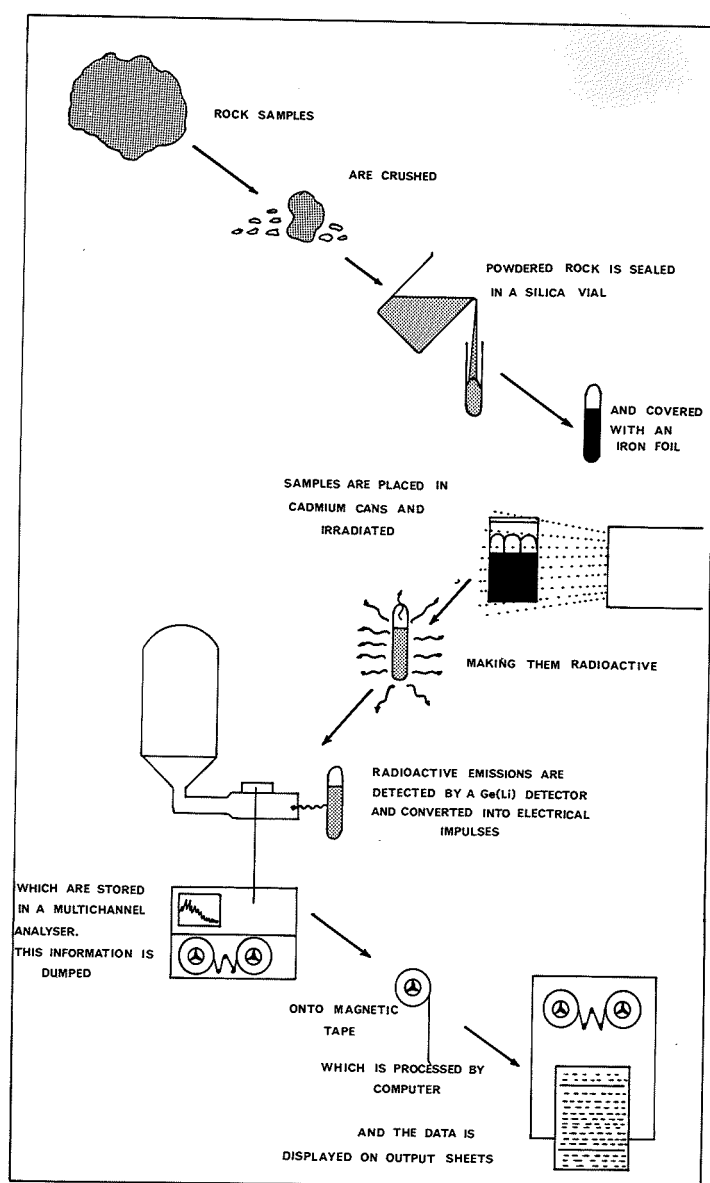 ROCK SAMPLES
ARE CRUSHED
POWDERED ROCK IS SEALED
IN A SILICA VIAL
AND COVERED
WITH AN
IRON FOIL
SAMPLES ARE PLACED IN
CADMIUM CANS AND
IRRADIATED
MAKING THEM RADIOACTIVE
RADIOACTIVE EMISSIONS ARE
DETECTED BY A Ge(Li) DETECTOR
AND CONVERTED INTO ELECTRICAL
IMPULSES
WHICH ARE STORED
IN A MULTICHANNEL
ANALYSER.
THIS INFORMATION IS
DUMPED
ONTO MAGNETIC
TAPE
WHICH IS PROCESSED BY
COMPUTER
AND THE DATA IS
DISPLAYED ON OUTPUT SHEETS